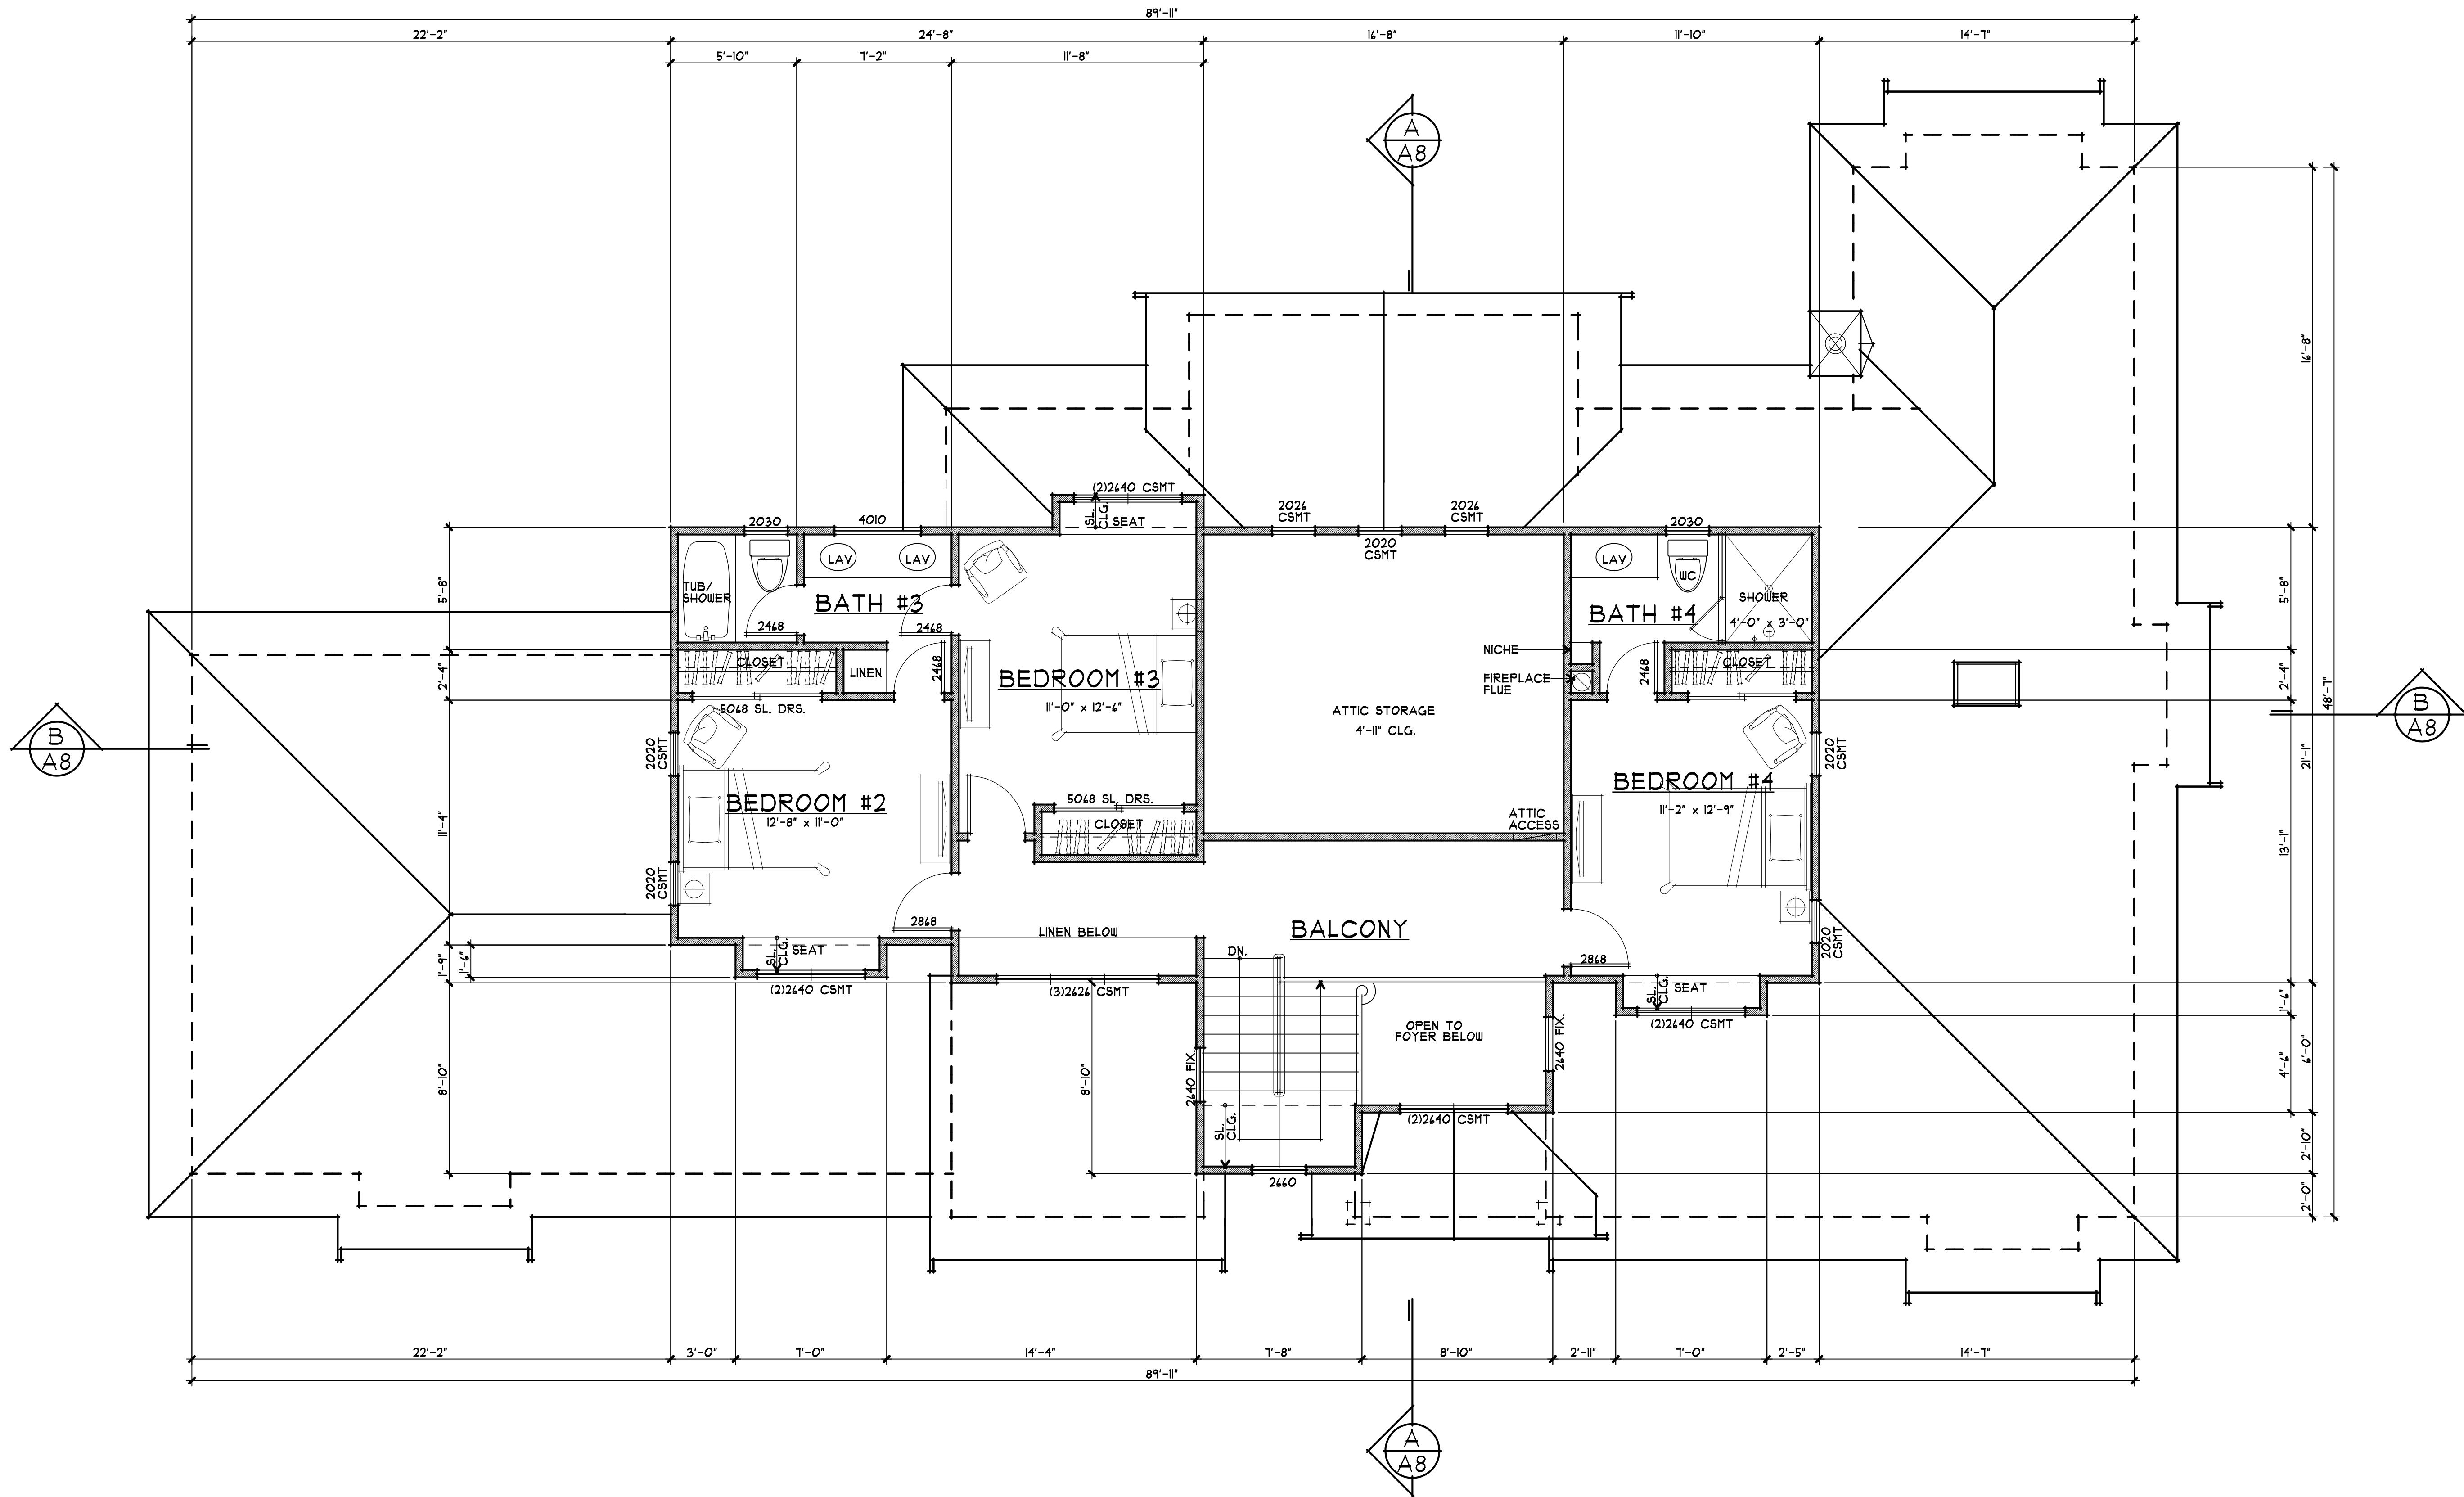 89'-11"
22'-2"
24'-8"
16'-8"
11'-10"
14'-7"
5'-10"
7'-2"
11'-8"
A
A8
16'-8"
48'-7"
(2)2640 CSMT
SL.
CLG.
SEAT
2030
4010
2026
CSMT
2026
CSMT
2020
CSMT
2030
LAV
LAV
LAV
WC
TUB/
SHOWER
BATH #3
2468
2468
2468
5'-8"
2'-4"
CLOSET
LINEN
5068 SL. DRS.
BEDROOM #3
11'-0" x 12'-6"
BATH #4
SHOWER
4'-0" x 3'-0"
NICHE
FIREPLACE
FLUE
2468
CLOSET
5'-8"
2'-4"
21'-1"
ATTIC STORAGE
4'-11" CLG.
B
A8
B
A8
2020
CSMT
2020
CSMT
BEDROOM #2
12'-8" x 11'-0"
11'-4"
5068 SL. DRS.
CLOSET
ATTIC
ACCESS
BEDROOM #4
11'-2" x 12'-9"
2020
CSMT
2020
CSMT
13'-1"
2868
LINEN BELOW
BALCONY
DN.
2868
SL.
CLG.
SEAT
(2)2640 CSMT
1'-9"
1'-6"
(3)2626 CSMT
SL.
CLG.
SEAT
(2)2640 CSMT
1'-6"
OPEN TO
FOYER BELOW
2640 FIX.
2640 FIX.
8'-10"
8'-10"
4'-6"
6'-0"
SL.
CLG.
(2)2640 CSMT
2660
2'-10"
2'-0"
22'-2"
3'-0"
7'-0"
14'-4"
7'-8"
8'-10"
2'-11"
7'-0"
2'-5"
14'-7"
89'-11"
A
A8